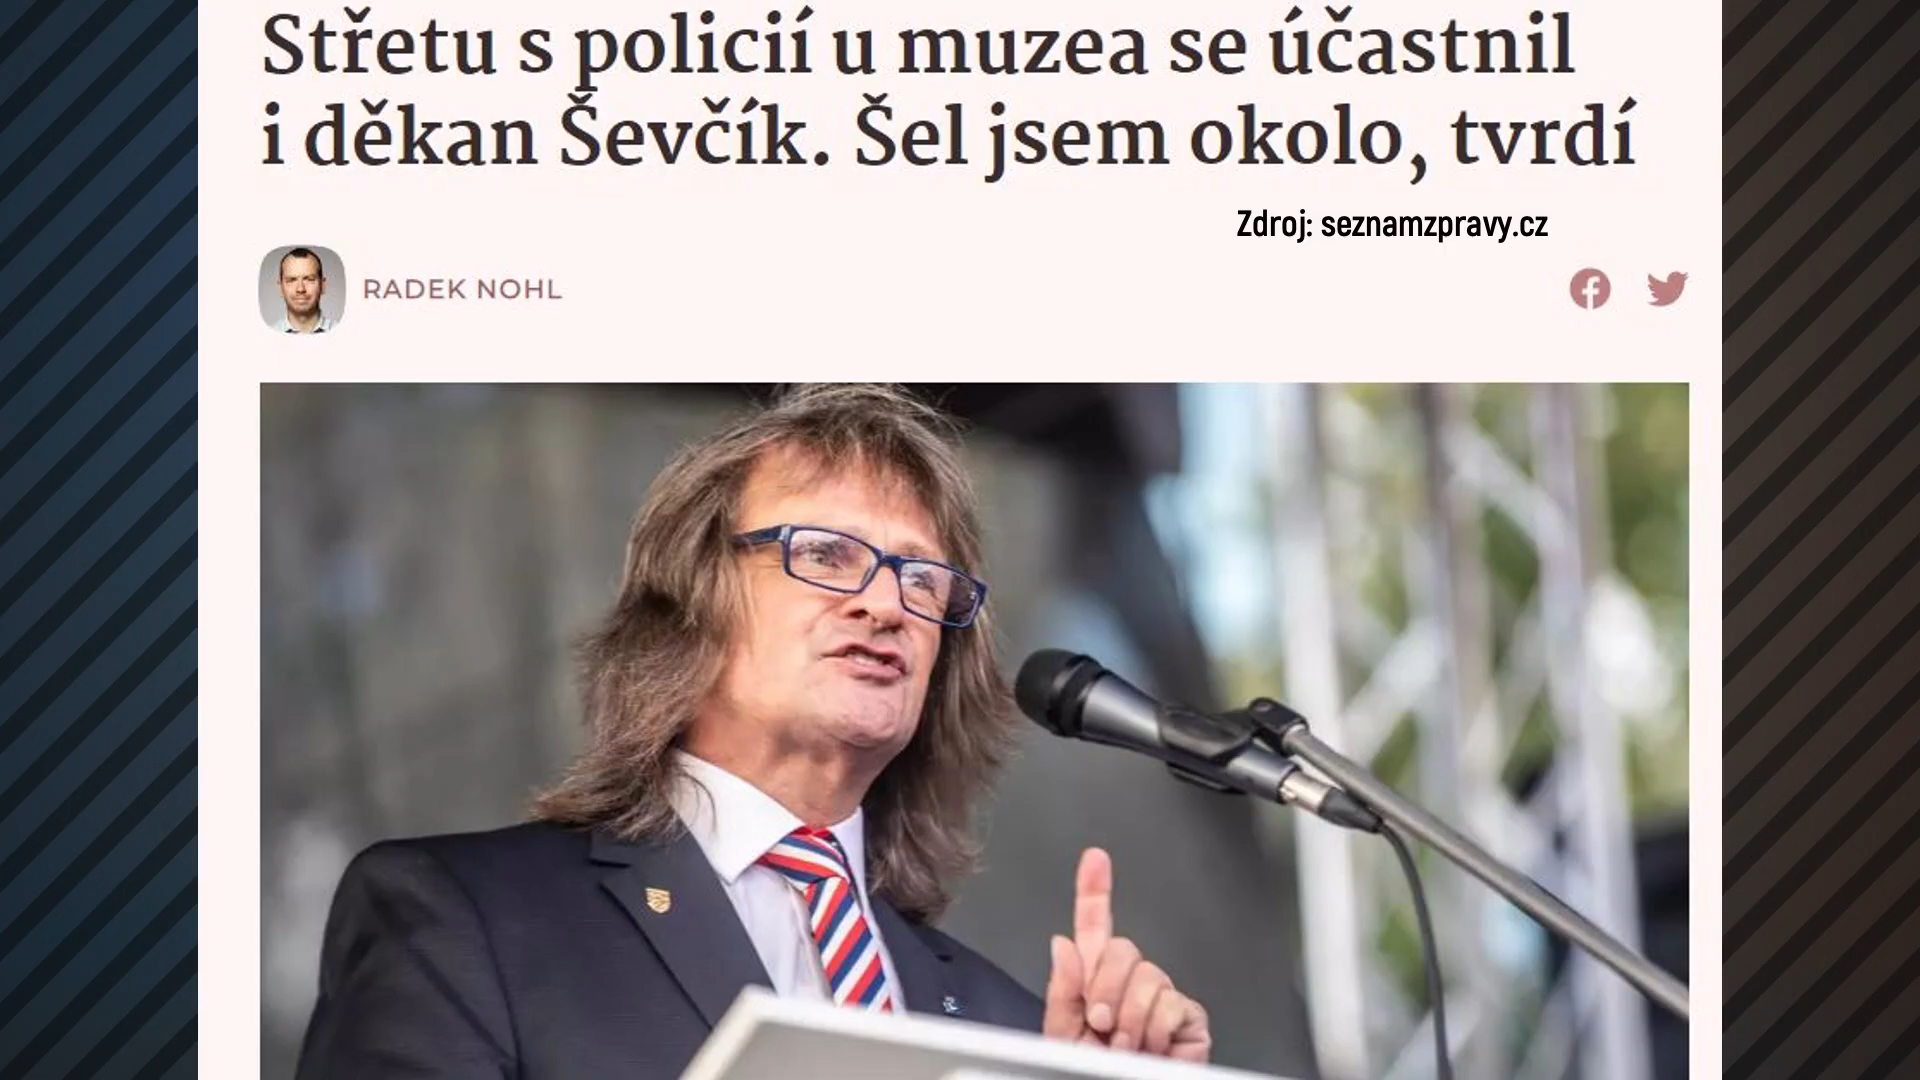 Střetu s policií u muzea se účastnil
i děkan Ševčík. Šel jsem okolo, tvrdí
Zdroj: seznamzpravy.cz
RADEK NOHL